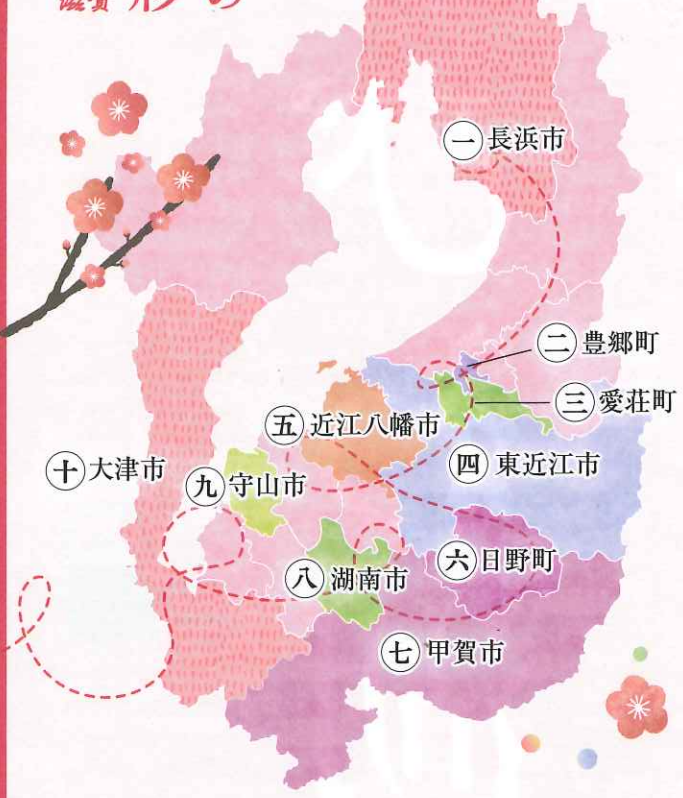 滋賀
㊀ 長浜市
㊁ 豊郷町
㊂ 愛荘町
㊄ 近江八幡市
㊃ 東近江市
㊉ 大津市
㊈ 守山市
㊅ 日野町
㊇ 湖南市
㊆ 甲賀市